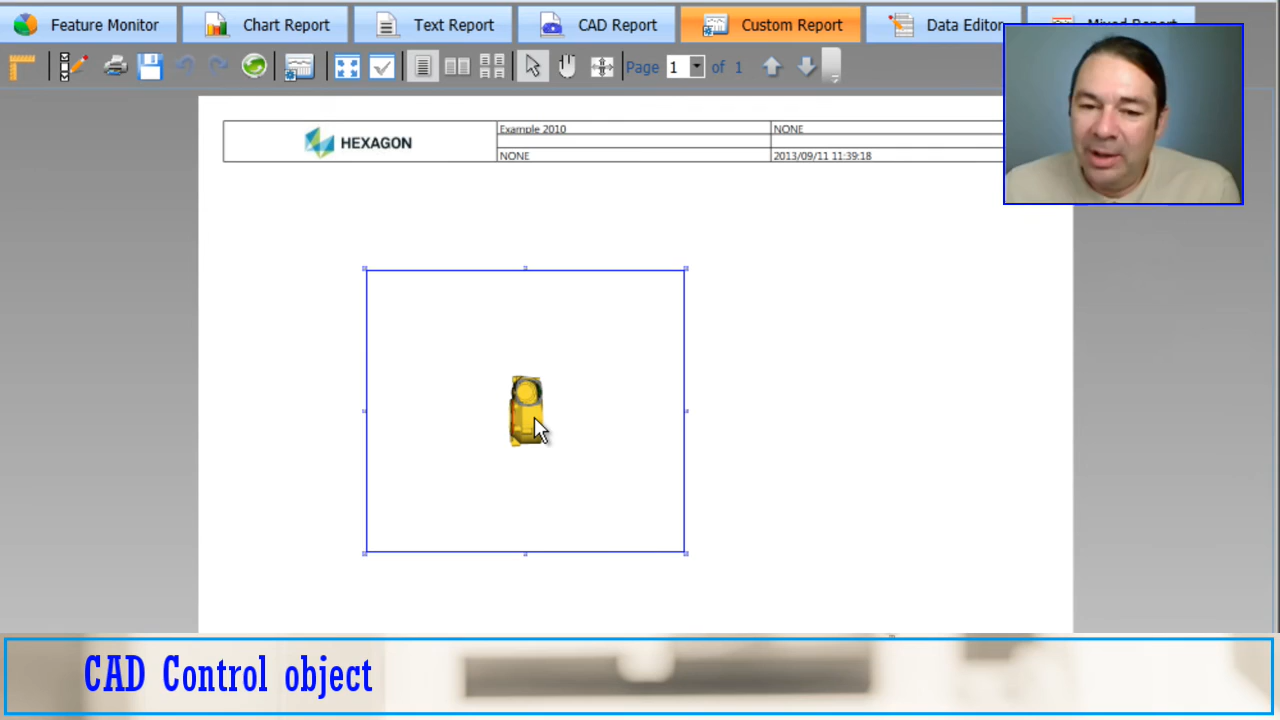 Feature Monitor Chart Report Text Report CAD Report Custom Report Data Editor
Page 1 of 1
HEXAGON
Example 2010 NONE
NONE 2013/09/11 11:39:18
CAD Control object